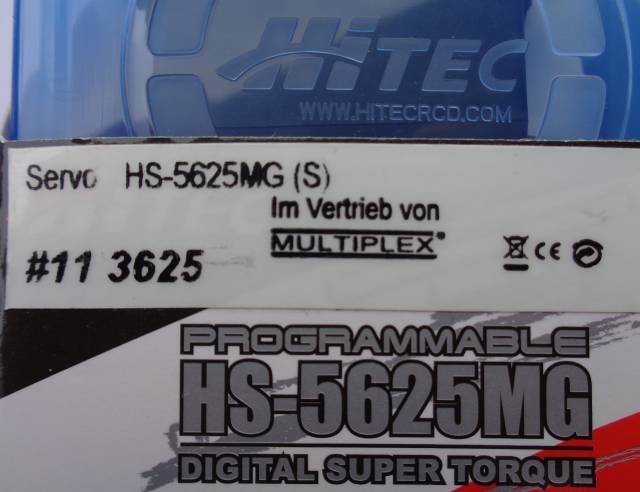 HiTEC
WWW.HITECRCD.COM
Servo HS-5625MG (S)
Im Vertrieb von
MULTIPLEX®
#11 3625
CE
PROGRAMMABLE
HS-5625MG
DIGITAL SUPER TORQUE